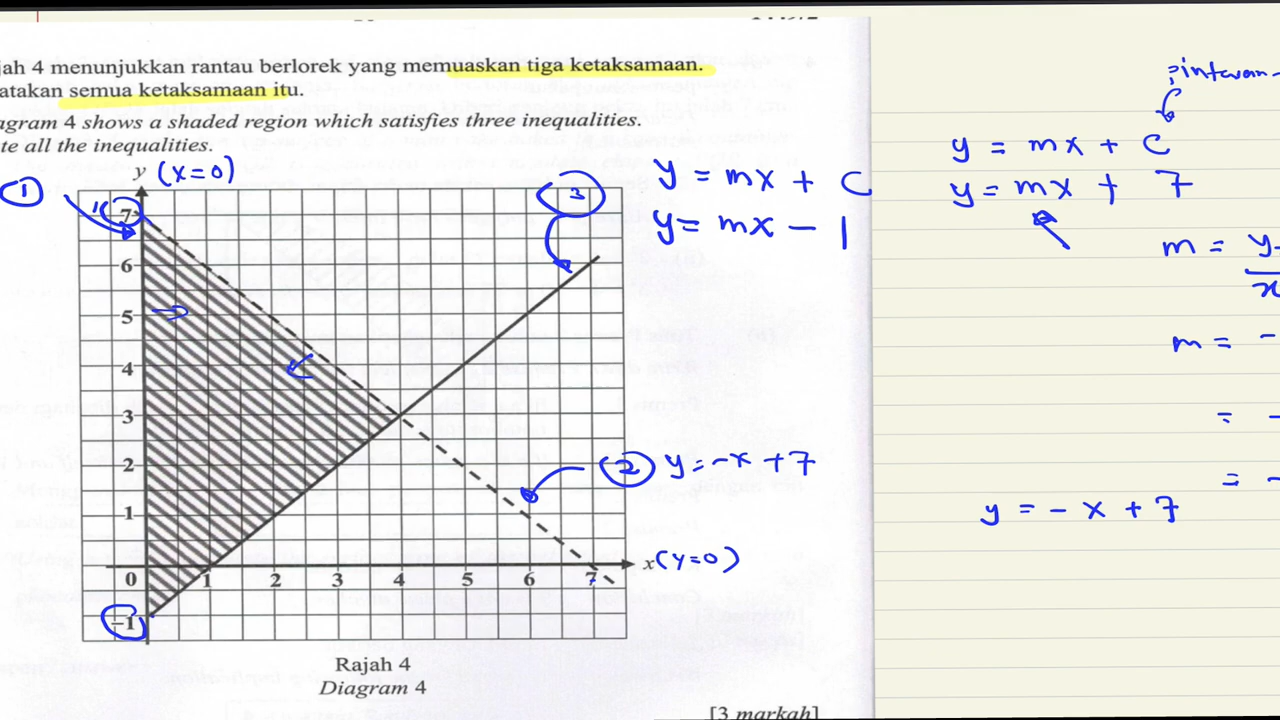 jah 4 menunjukkan rantau berlorek yang memuaskan tiga ketaksamaan.
atakan semua ketaksamaan itu.
agram 4 shows a shaded region which satisfies three inequalities.
te all the inequalities.
y (x=0)
1
7
6
5
4
3
2
1
0 1 2 3 4 5 6 7 x (y=0)
-1
3
2 y=-x+7
y = mx + c
y= mx - 1
Rajah 4
Diagram 4
[3 markah]
y = mx + c
y = mx + 7
m = y-
x
m = -
= -
= -
y = - x + 7